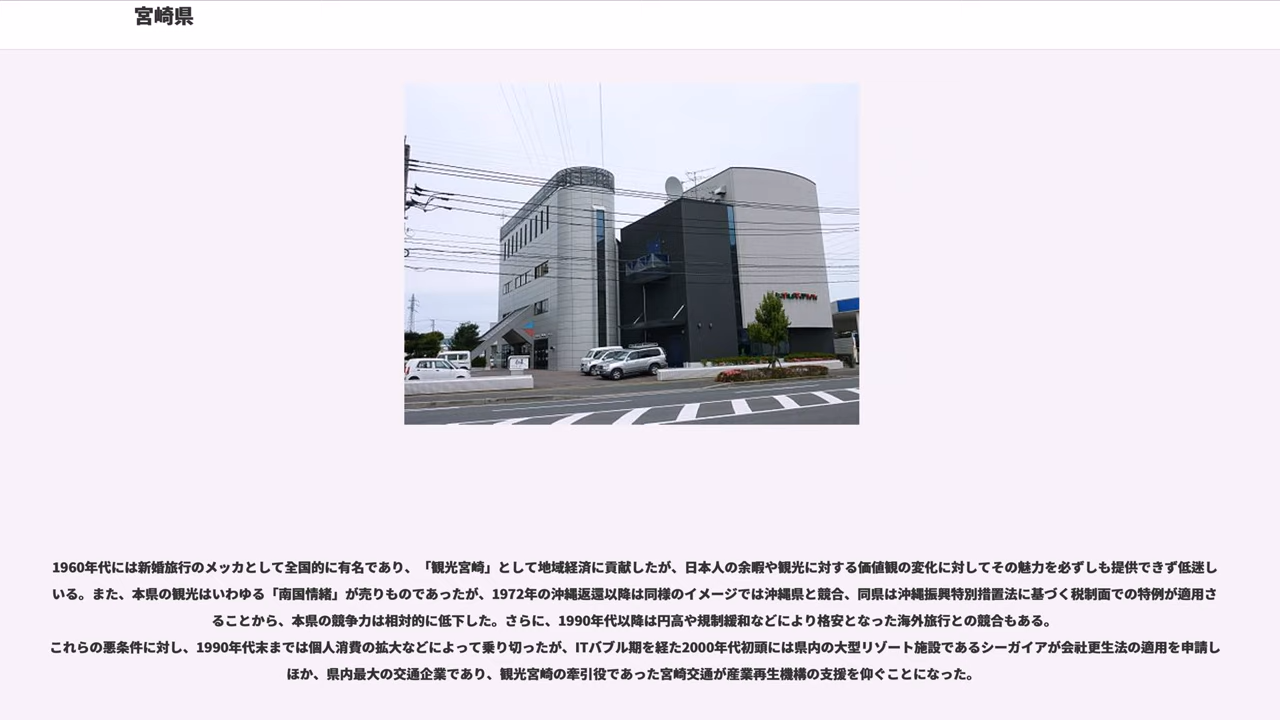 宮崎県
1960年代には新婚旅行のメッカとして全国的に有名であり、「観光宮崎」として地域経済に貢献したが、日本人の余暇や観光に対する価値観の変化に対してその魅力を必ずしも提供できず低迷し
いる。また、本県の観光はいわゆる「南国情緒」が売りものであったが、1972年の沖縄返還以降は同様のイメージでは沖縄県と競合、同県は沖縄振興特別措置法に基づく税制面での特例が適用さ
ることから、本県の競争力は相対的に低下した。さらに、1990年代以降は円高や規制緩和などにより格安となった海外旅行との競合もある。
これらの悪条件に対し、1990年代末までは個人消費の拡大などによって乗り切ったが、ITバブル期を経た2000年代初頭には県内の大型リゾート施設であるシーガイアが会社更生法の適用を申請し
ほか、県内最大の交通企業であり、観光宮崎の牽引役であった宮崎交通が産業再生機構の支援を仰ぐことになった。